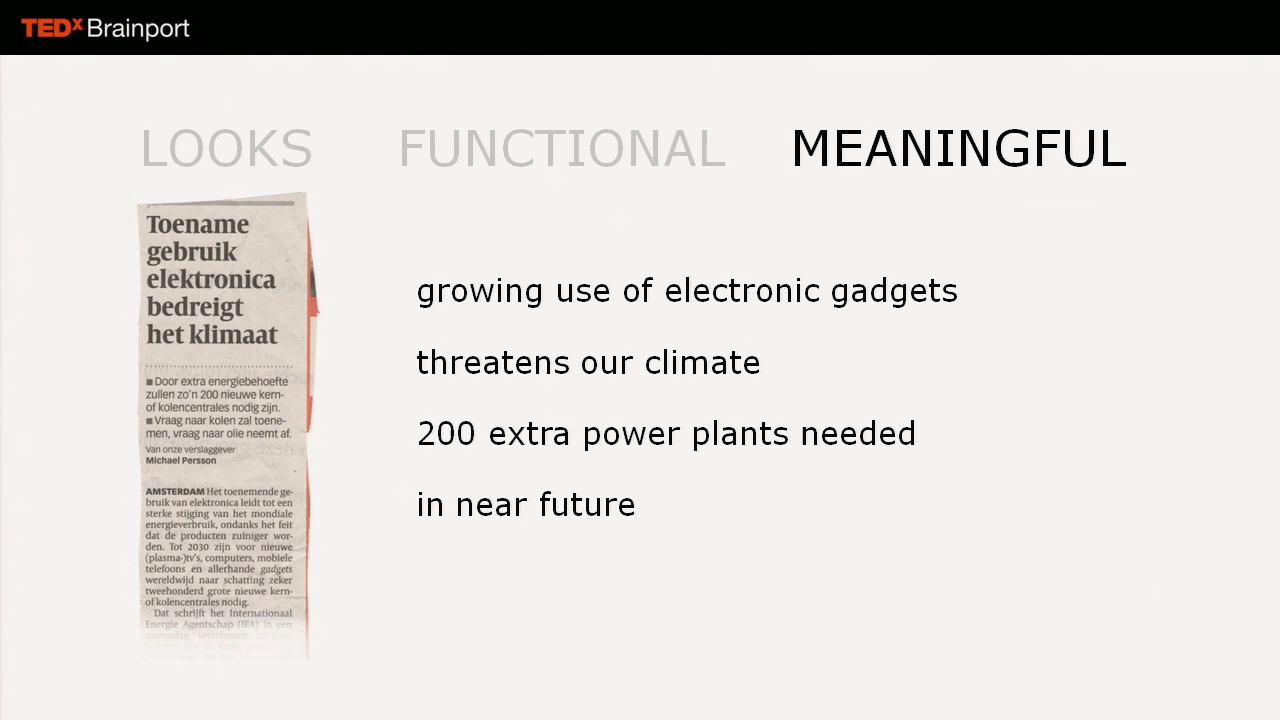 TEDx Brainport
LOOKS FUNCTIONAL MEANINGFUL
Toename
gebruik
elektronica
bedreigt
het klimaat
■ Door extra energiebehoefte
zullen zo'n 200 nieuwe kern-
of kolencentrales nodig zijn.
■ Vraag naar kolen zal toene-
men, vraag naar olie neemt af.
Van onze verslaggever
Michael Persson
AMSTERDAM Het toenemende ge-
bruik van elektronica leidt tot een
sterke stijging van het mondiale
energieverbruik, ondanks het feit
dat de producten zuiniger wor-
den. Tot 2030 zijn voor nieuwe
(plasma-)tv's, computers, mobiele
telefoons en allerhande gadgets
wereldwijd naar schatting zeker
tweehonderd grote nieuwe kern-
of kolencentrales nodig.
Dat schrijft het Internationaal
Energie Agentschap (IEA) in een
woensdag verschenen rapport.
growing use of electronic gadgets
threatens our climate
200 extra power plants needed
in near future